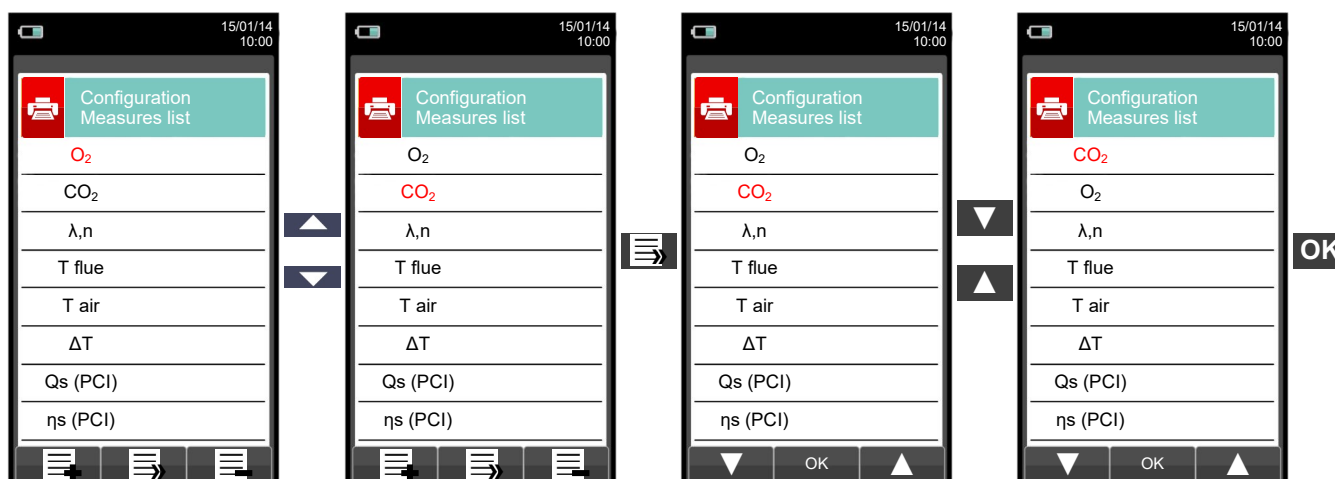 15/01/14
10:00
Configuration
Measures list
O₂
CO₂
λ,n
T flue
T air
ΔT
Qs (PCI)
ηs (PCI)
15/01/14
10:00
Configuration
Measures list
O₂
CO₂
λ,n
T flue
T air
ΔT
Qs (PCI)
ηs (PCI)
15/01/14
10:00
Configuration
Measures list
O₂
CO₂
λ,n
T flue
T air
ΔT
Qs (PCI)
ηs (PCI)
OK
15/01/14
10:00
Configuration
Measures list
CO₂
O₂
λ,n
T flue
T air
ΔT
Qs (PCI)
ηs (PCI)
OK
OK